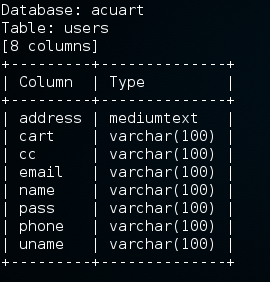 Database: acuart
Table: users
[8 columns]
+---------+--------------+
| Column  | Type         |
+---------+--------------+
| address | mediumtext   |
| cart    | varchar(100) |
| cc      | varchar(100) |
| email   | varchar(100) |
| name    | varchar(100) |
| pass    | varchar(100) |
| phone   | varchar(100) |
| uname   | varchar(100) |
+---------+--------------+